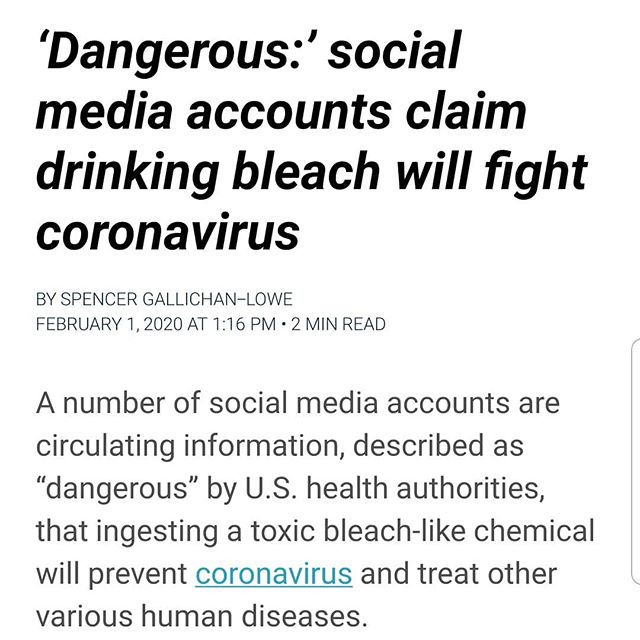 ‘Dangerous:’ social
media accounts claim
drinking bleach will fight
coronavirus
BY SPENCER GALLICHAN-LOWE
FEBRUARY 1, 2020 AT 1:16 PM • 2 MIN READ
A number of social media accounts are
circulating information, described as
“dangerous” by U.S. health authorities,
that ingesting a toxic bleach-like chemical
will prevent coronavirus and treat other
various human diseases.